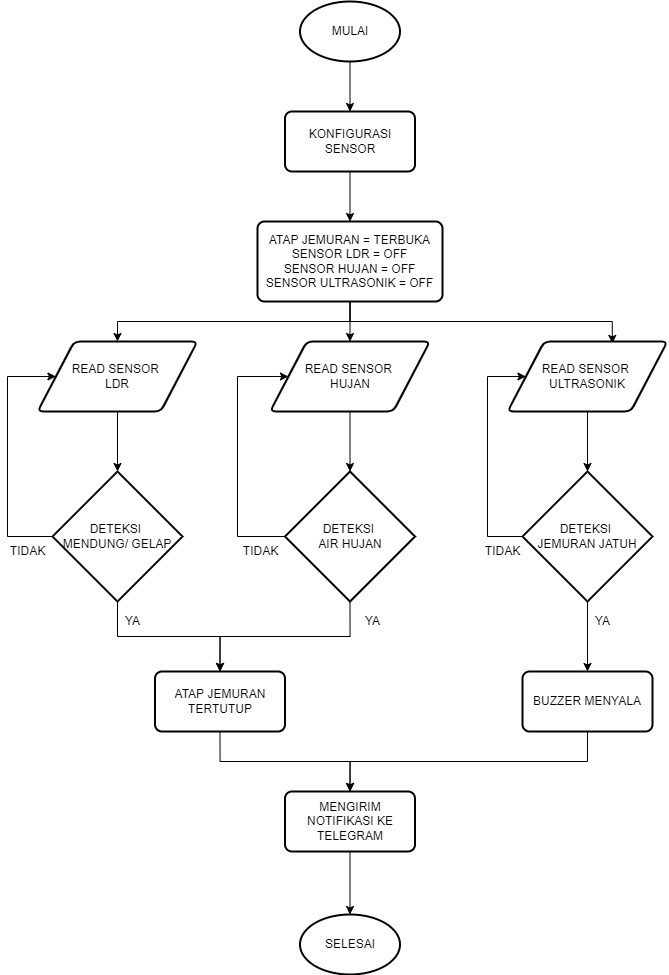 MULAI
KONFIGURASI
SENSOR
ATAP JEMURAN = TERBUKA
SENSOR LDR = OFF
SENSOR HUJAN = OFF
SENSOR ULTRASONIK = OFF
READ SENSOR
LDR
READ SENSOR
HUJAN
READ SENSOR
ULTRASONIK
DETEKSI
MENDUNG/ GELAP
TIDAK
DETEKSI
AIR HUJAN
TIDAK
DETEKSI
JEMURAN JATUH
TIDAK
YA
YA
YA
ATAP JEMURAN
TERTUTUP
BUZZER MENYALA
MENGIRIM
NOTIFIKASI KE
TELEGRAM
SELESAI